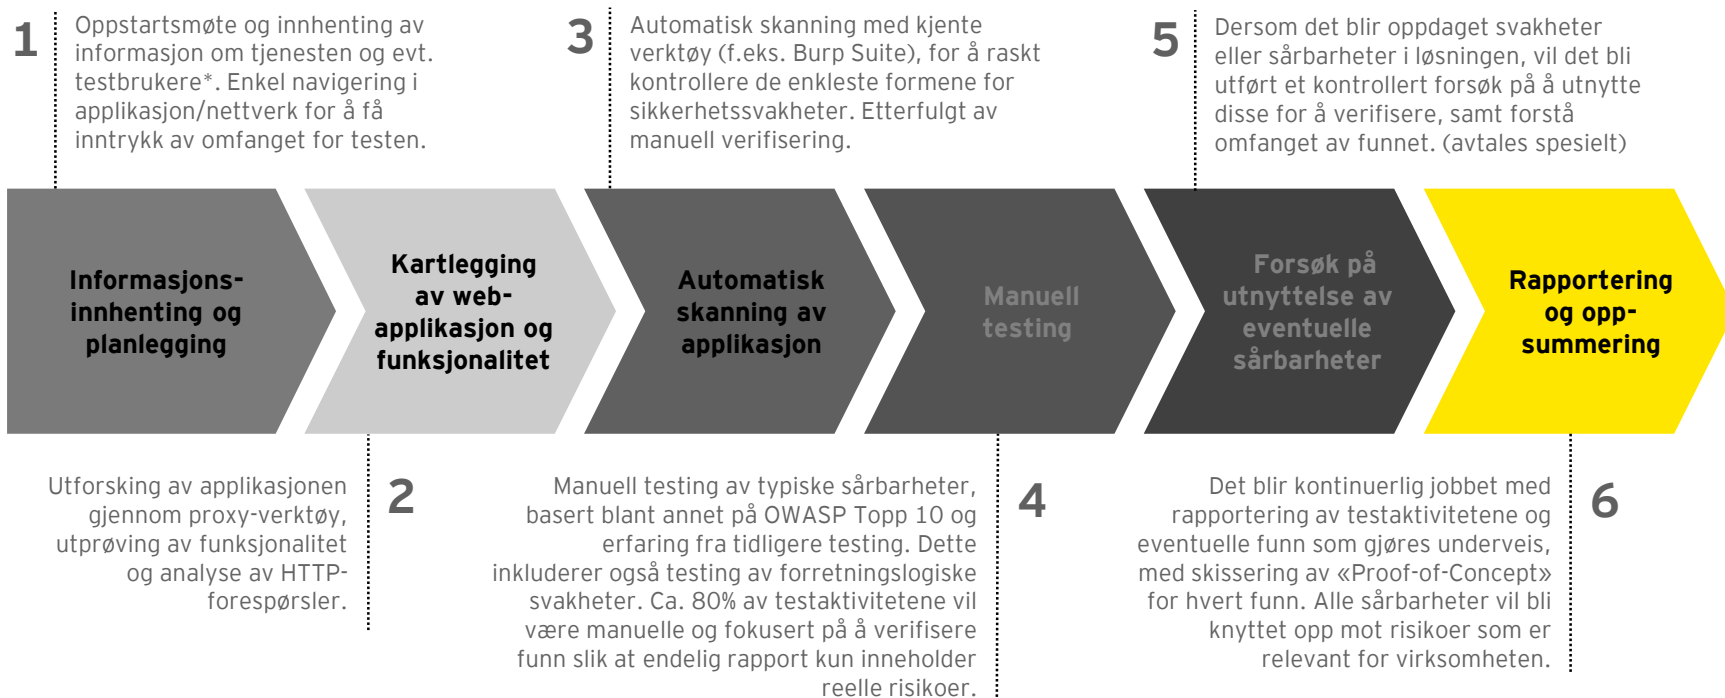 1
Oppstartsmøte og innhenting av
informasjon om tjenesten og evt.
testbrukere*. Enkel navigering i
applikasjon/nettverk for å få
inntrykk av omfanget for testen.
3
Automatisk skanning med kjente
verktøy (f.eks. Burp Suite), for å raskt
kontrollere de enkleste formene for
sikkerhetssvakheter. Etterfulgt av
manuell verifisering.
5
Dersom det blir oppdaget svakheter
eller sårbarheter i løsningen, vil det bli
utført et kontrollert forsøk på å utnytte
disse for å verifisere, samt forstå
omfanget av funnet. (avtales spesielt)
Informasjons-
innhenting og
planlegging
Kartlegging
av web-
applikasjon og
funksjonalitet
Automatisk
skanning av
applikasjon
Manuell
testing
Forsøk på
utnyttelse av
eventuelle
sårbarheter
Rapportering
og opp-
summering
Utforsking av applikasjonen
gjennom proxy-verktøy,
utprøving av funksjonalitet
og analyse av HTTP-
forespørsler.
2
Manuell testing av typiske sårbarheter,
basert blant annet på OWASP Topp 10 og
erfaring fra tidligere testing. Dette
inkluderer også testing av forretningslogiske
svakheter. Ca. 80% av testaktivitetene vil
være manuelle og fokusert på å verifisere
funn slik at endelig rapport kun inneholder
reelle risikoer.
4
Det blir kontinuerlig jobbet med
rapportering av testaktivitetene og
eventuelle funn som gjøres underveis,
med skissering av «Proof-of-Concept»
for hvert funn. Alle sårbarheter vil bli
knyttet opp mot risikoer som er
relevant for virksomheten.
6